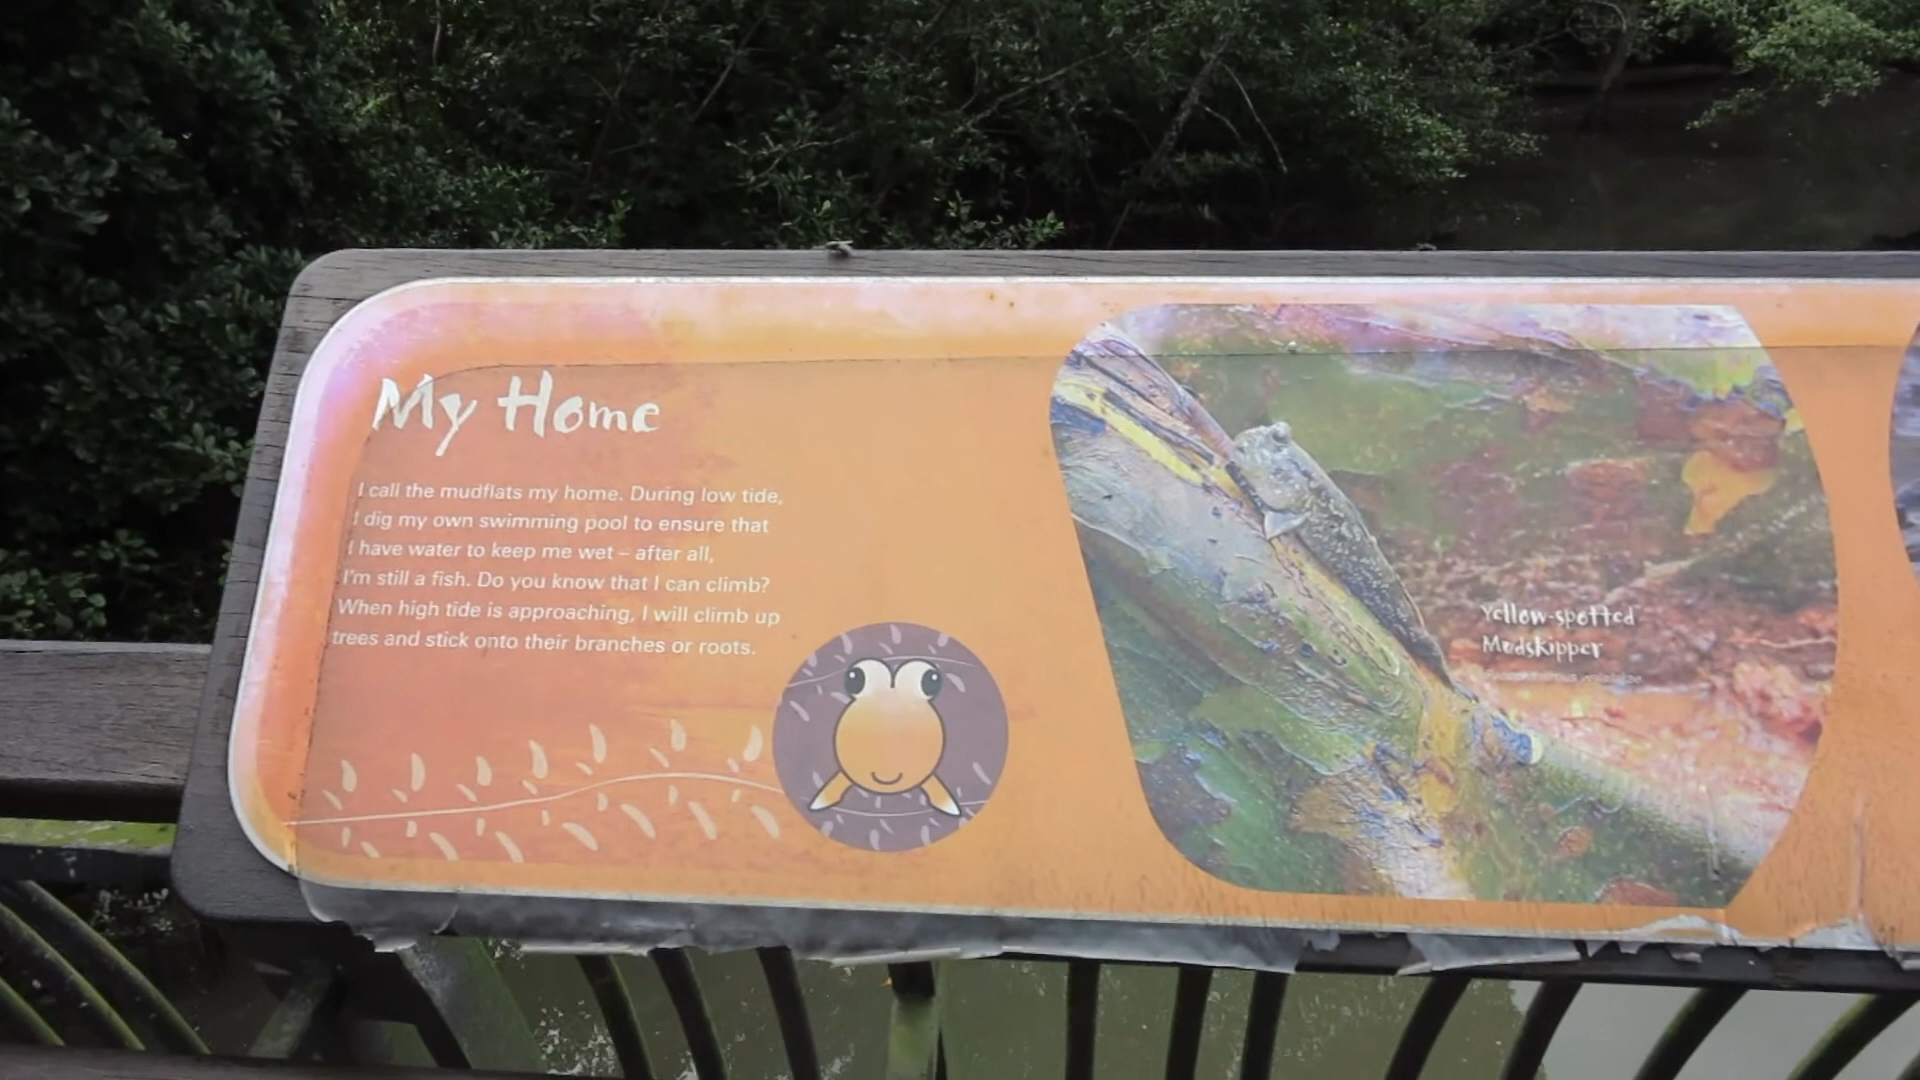 My Home
I call the mudflats my home. During low tide,
I dig my own swimming pool to ensure that
I have water to keep me wet – after all,
I'm still a fish. Do you know that I can climb?
When high tide is approaching, I will climb up
trees and stick onto their branches or roots.
Yellow-spotted
Mudskipper